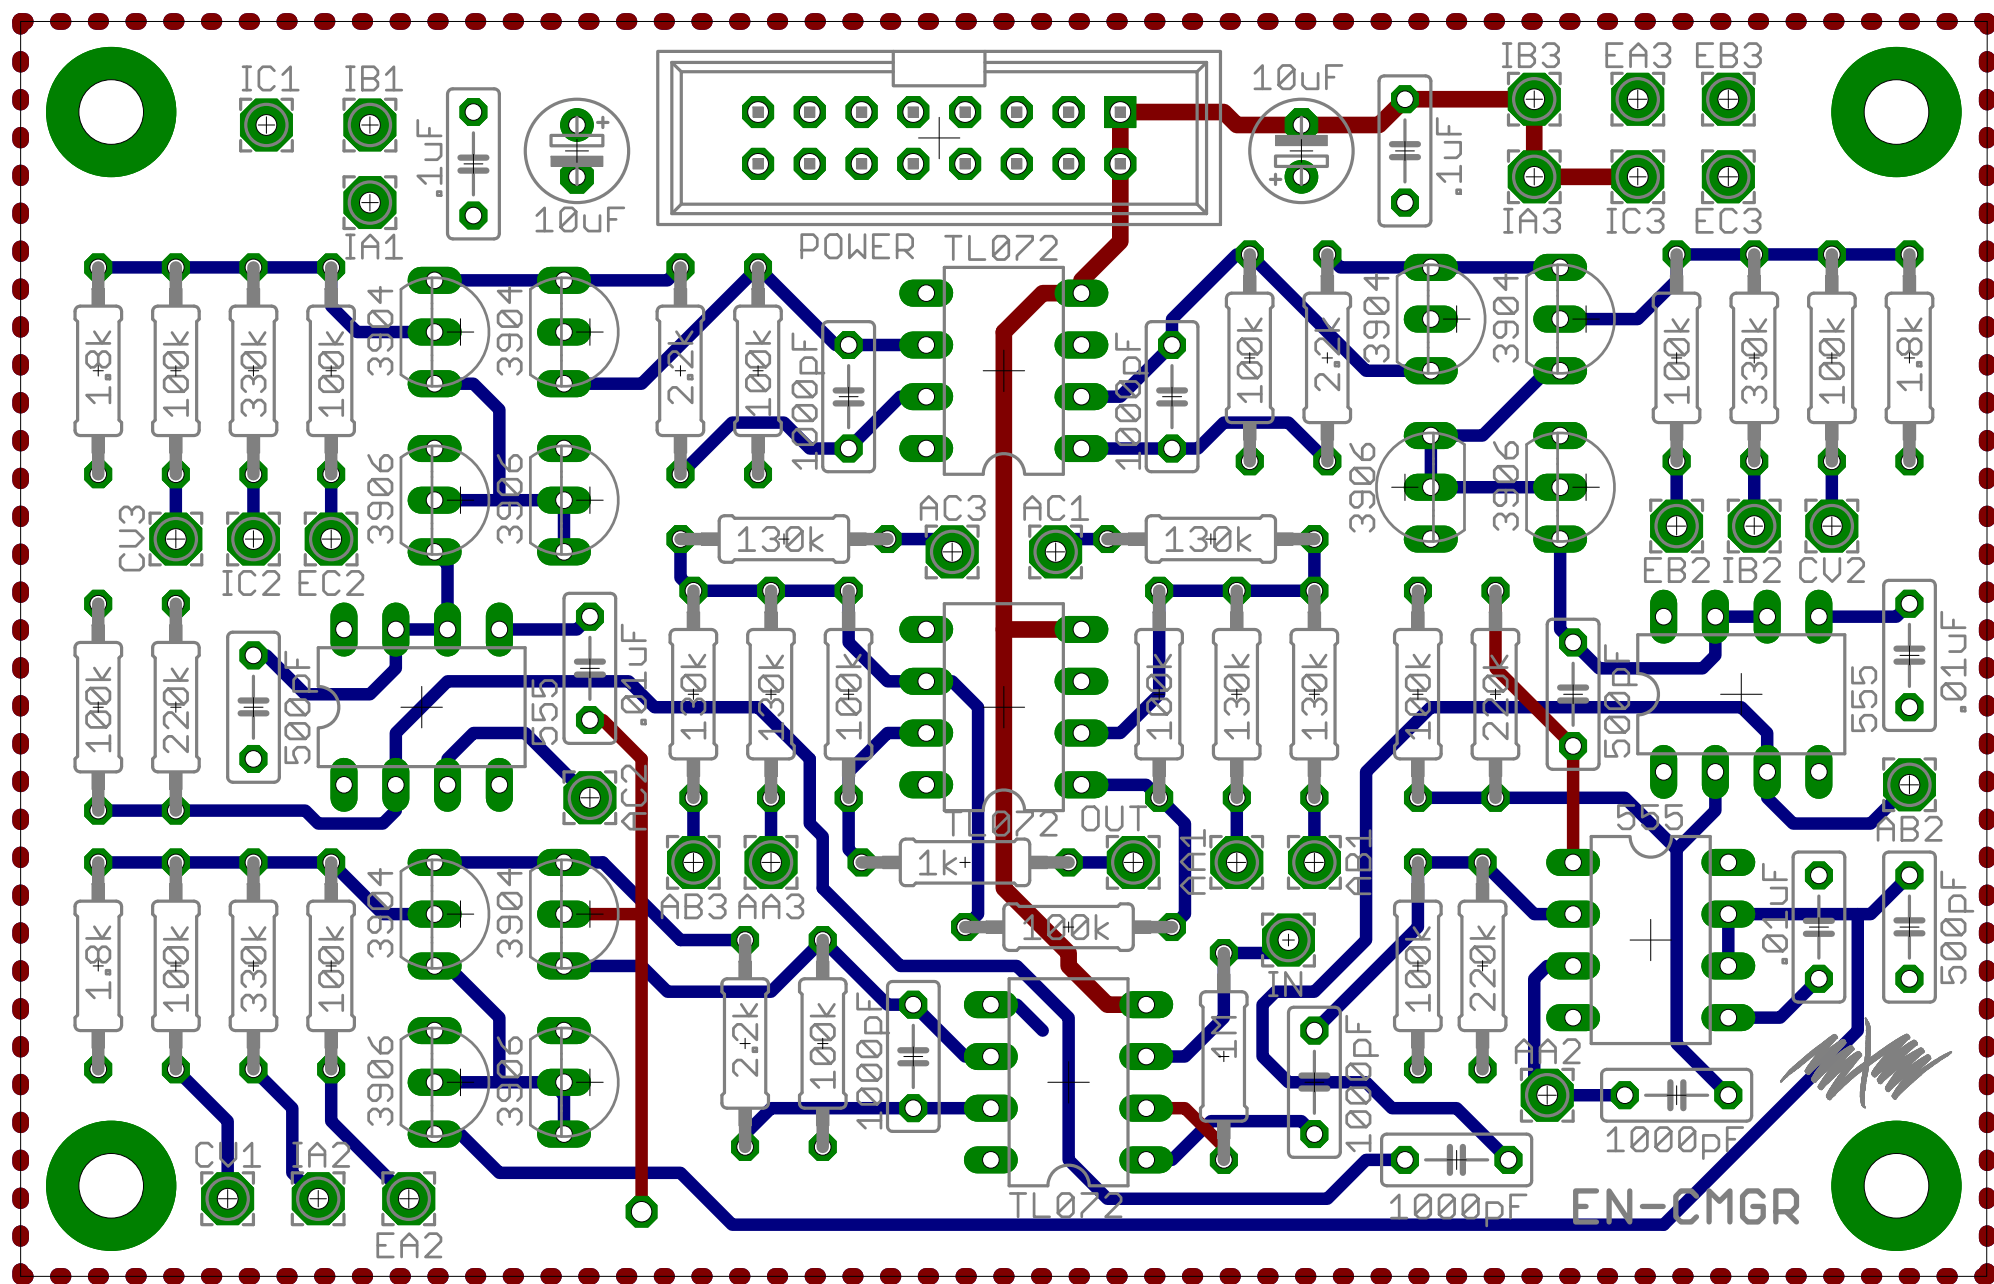 IC1
IB1
10uF
IB3
EA3
EB3
.1uF
.1uF
IA1
10uF
POWER
TL072
IA3
IC3
EC3
1.8k
100k
330k
100k
3904
3904
2.2k
100k
1000pF
1000pF
100k
2.2k
3904
3904
100k
330k
100k
1.8k
3906
3906
3906
3906
CV3
IC2
EC2
130k
AC3
AC1
130k
EB2
IB2
CV2
100k
220k
500pF
555
.01uF
130k
130k
100k
100k
130k
130k
100k
220k
500pF
555
.01uF
AC2
TL072
OUT
555
AB2
1k
AA1
AB1
AB3
AA3
1.8k
100k
330k
100k
3904
3904
100k
IN
100k
220k
.01uF
500pF
2.2k
100k
1000pF
1M
1000pF
AA2
3906
3906
1000pF
CV1
IA2
EA2
TL072
1000pF
EN-CMGR